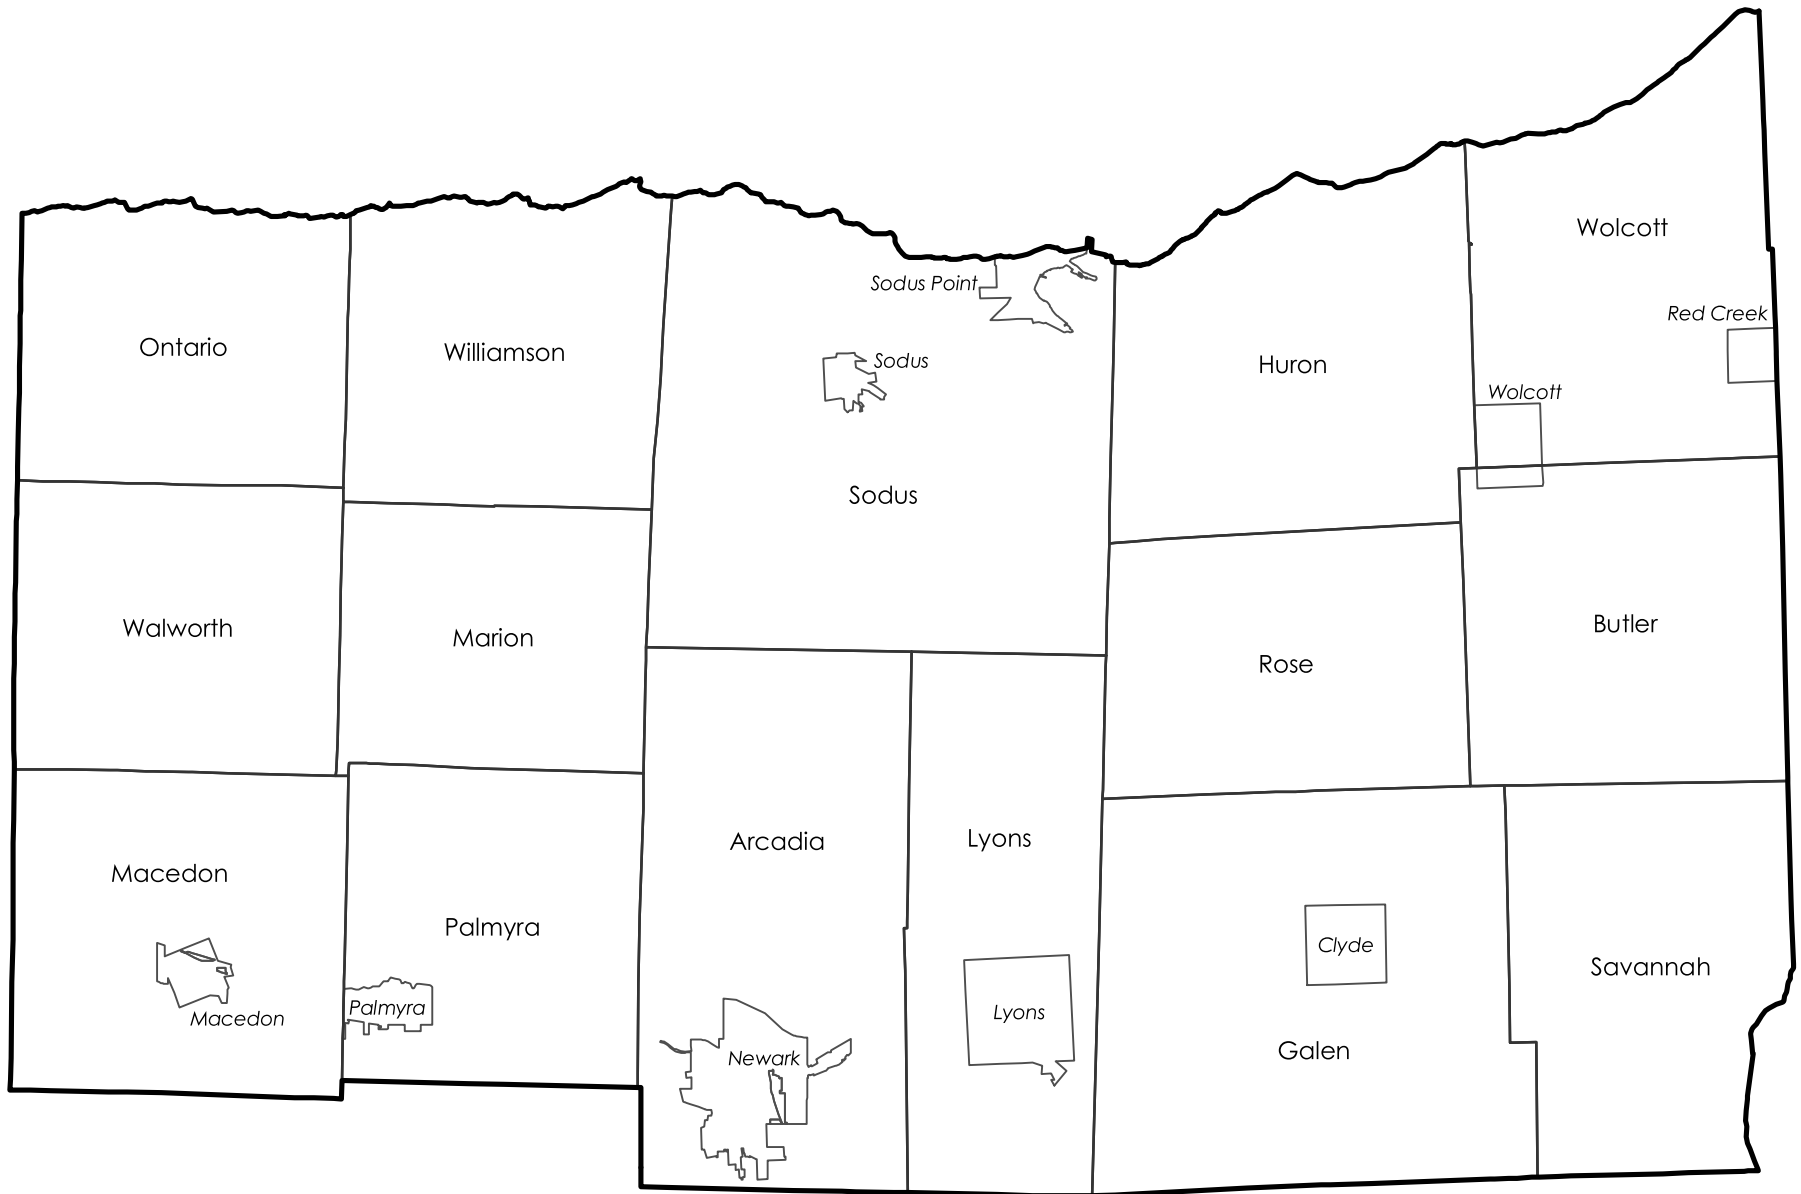 Wolcott
Sodus Point
Red Creek
Ontario
Williamson
Sodus
Huron
Wolcott
Sodus
Walworth
Marion
Rose
Butler
Macedon
Palmyra
Arcadia
Lyons
Clyde
Savannah
Macedon
Palmyra
Newark
Lyons
Galen